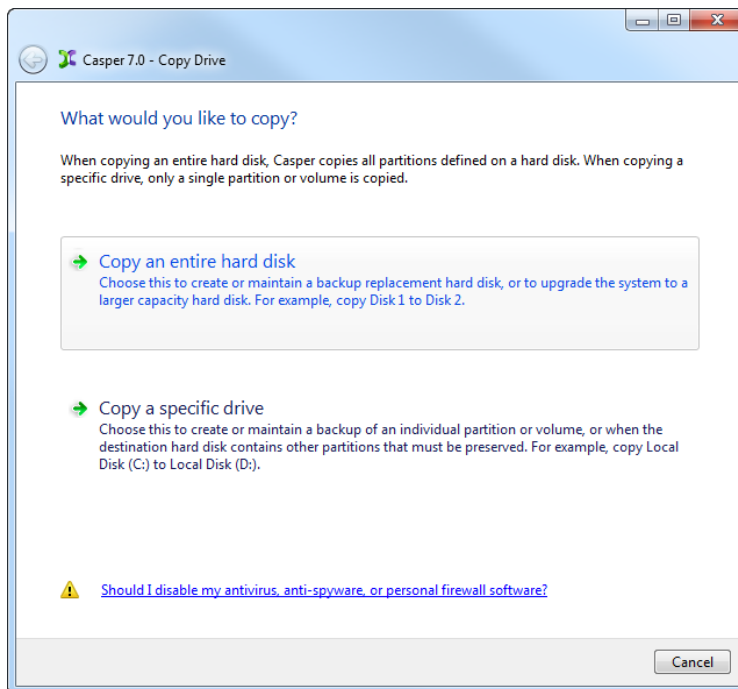 Casper 7.0 - Copy Drive
What would you like to copy?
When copying an entire hard disk, Casper copies all partitions defined on a hard disk. When copying a
specific drive, only a single partition or volume is copied.
Copy an entire hard disk
Choose this to create or maintain a backup replacement hard disk, or to upgrade the system to a
larger capacity hard disk. For example, copy Disk 1 to Disk 2.
Copy a specific drive
Choose this to create or maintain a backup of an individual partition or volume, or when the
destination hard disk contains other partitions that must be preserved. For example, copy Local
Disk (C:) to Local Disk (D:).
Should I disable my antivirus, anti-spyware, or personal firewall software?
Cancel